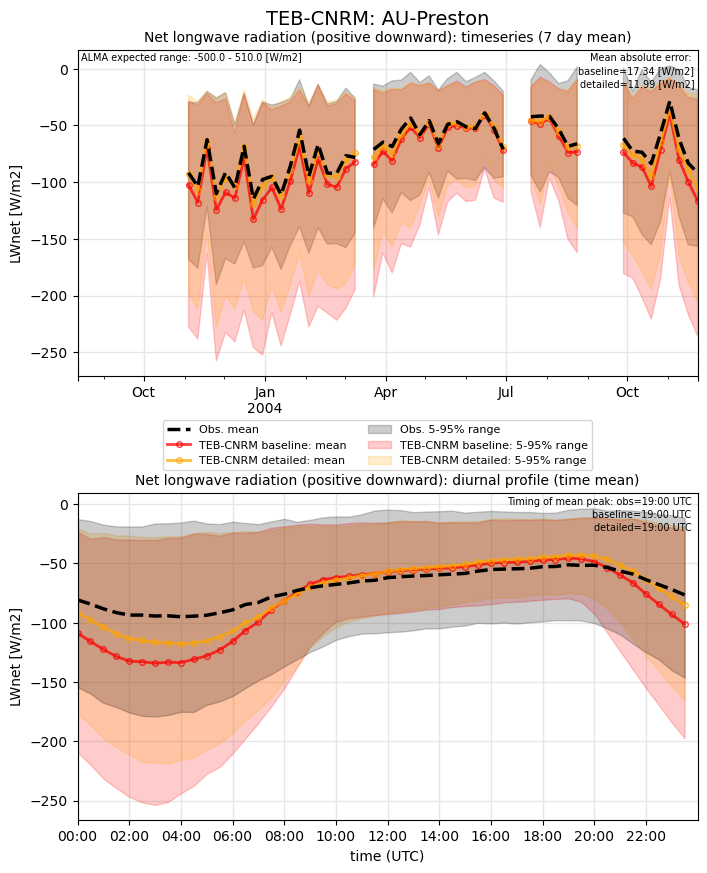 TEB-CNRM: AU-Preston
Net longwave radiation (positive downward): timeseries (7 day mean)
ALMA expected range: -500.0 - 510.0 [W/m2]
Mean absolute error:
baseline=17.34 [W/m2]
detailed=11.99 [W/m2]
LWnet [W/m2]
0
−50
−100
−150
−200
−250
Oct
Jan
2004
Apr
Jul
Oct
Obs. mean
TEB-CNRM baseline: mean
TEB-CNRM detailed: mean
Obs. 5-95% range
TEB-CNRM baseline: 5-95% range
TEB-CNRM detailed: 5-95% range
Net longwave radiation (positive downward): diurnal profile (time mean)
Timing of mean peak: obs=19:00 UTC
baseline=19:00 UTC
detailed=19:00 UTC
LWnet [W/m2]
0
−50
−100
−150
−200
−250
00:00
02:00
04:00
06:00
08:00
10:00
12:00
14:00
16:00
18:00
20:00
22:00
time (UTC)